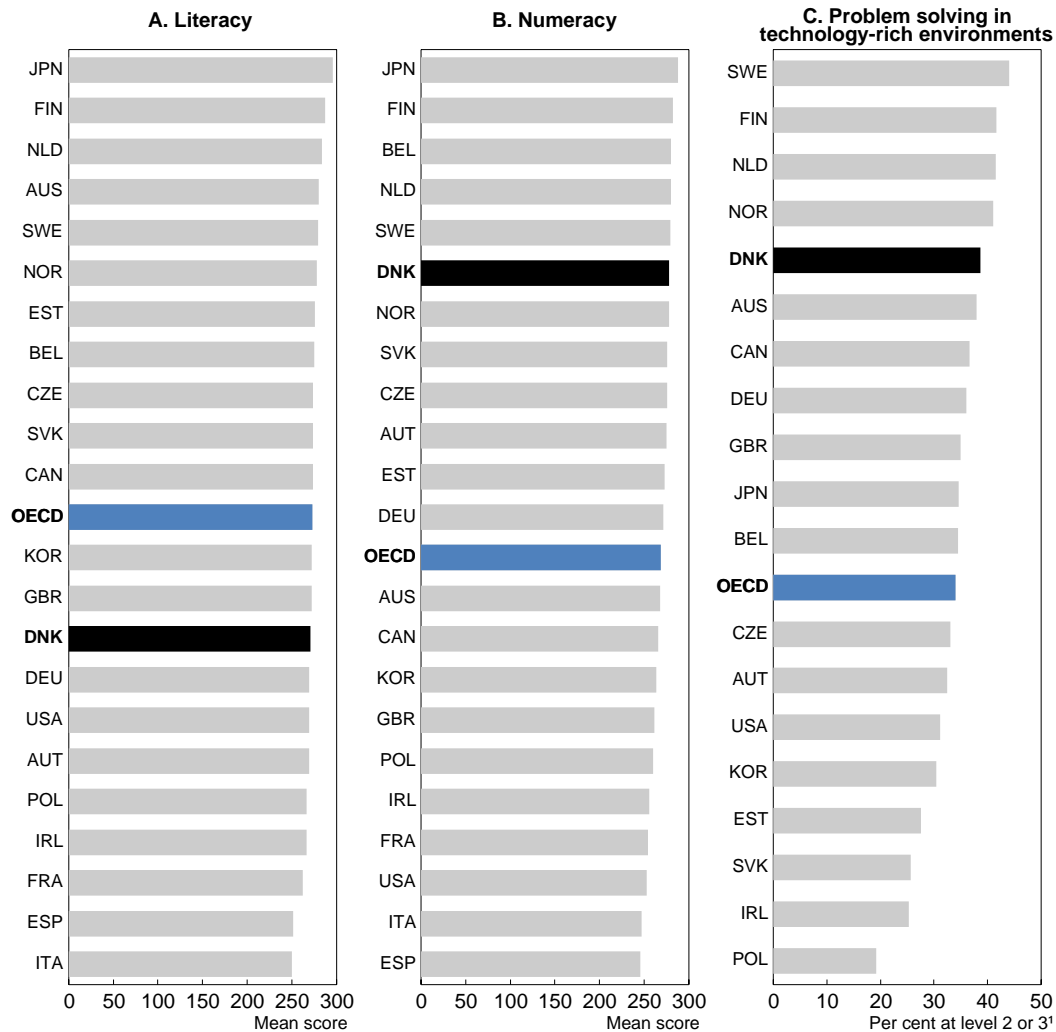 A. Literacy
JPN
FIN
NLD
AUS
SWE
NOR
EST
BEL
CZE
SVK
CAN
OECD
KOR
GBR
DNK
DEU
USA
AUT
POL
IRL
FRA
ESP
ITA
0 50 100 150 200 250 300
Mean score
B. Numeracy
JPN
FIN
BEL
NLD
SWE
DNK
NOR
SVK
CZE
AUT
EST
DEU
OECD
AUS
CAN
KOR
GBR
POL
IRL
FRA
USA
ITA
ESP
0 50 100 150 200 250 300
Mean score
C. Problem solving in
technology-rich environments
SWE
FIN
NLD
NOR
DNK
AUS
CAN
DEU
GBR
JPN
BEL
OECD
CZE
AUT
USA
KOR
EST
SVK
IRL
POL
0 10 20 30 40 50
Per cent at level 2 or 3¹